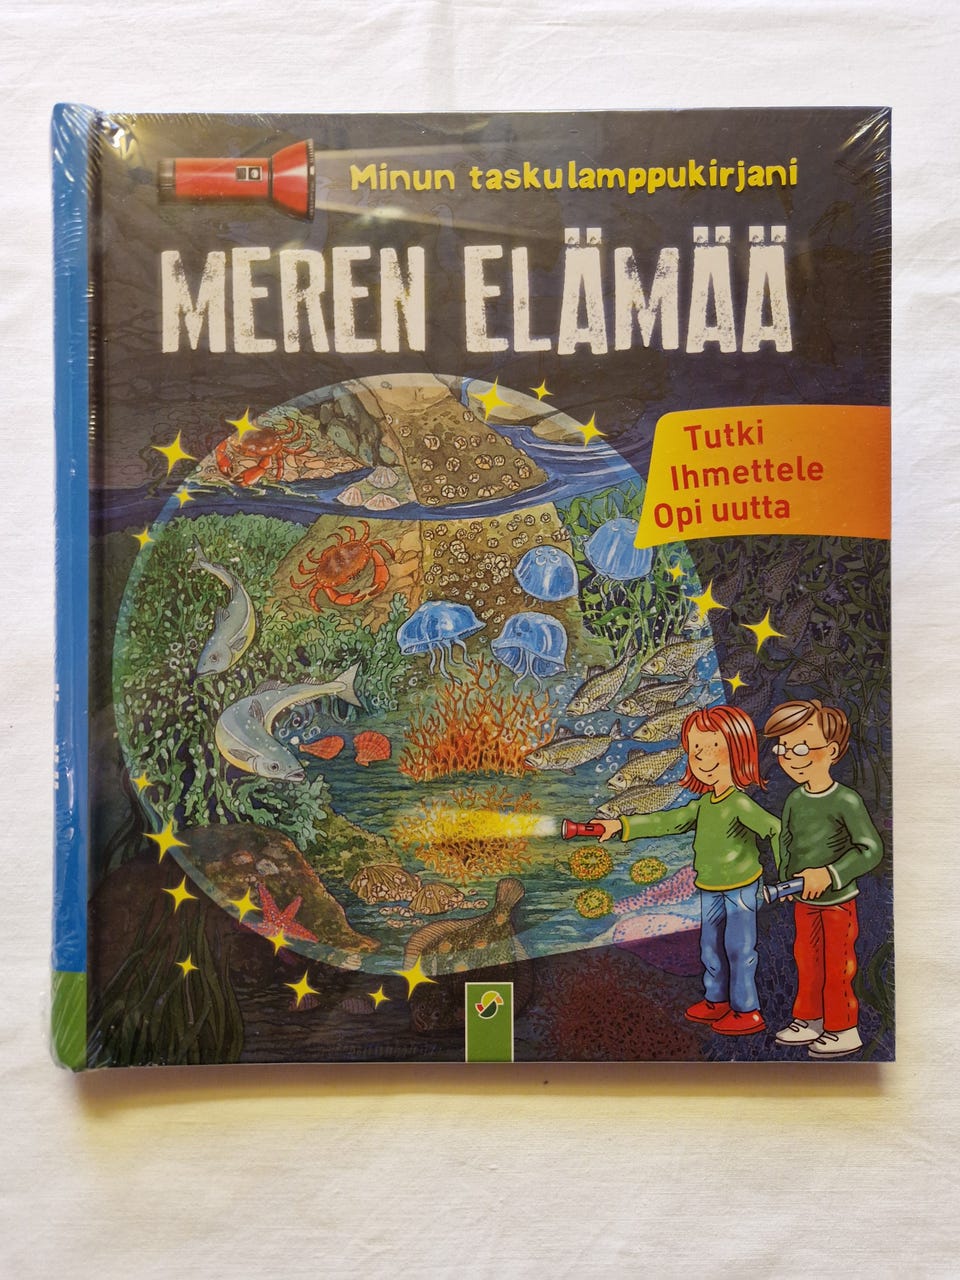 Minun taskulamppukirjani
MEREN ELÄMÄÄ
Tutki
Ihmettele
Opi uutta